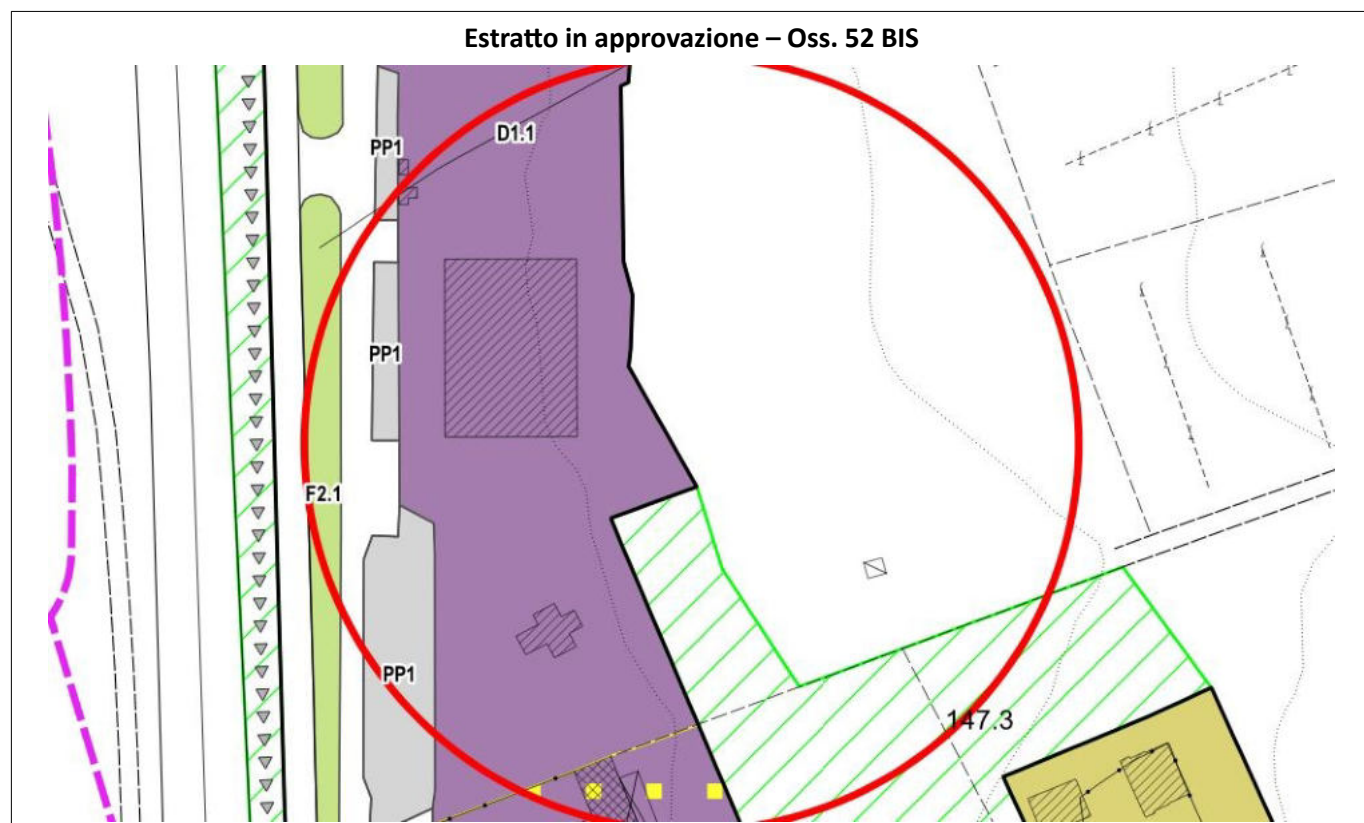 Estratto in approvazione – Oss. 52 BIS
D1.1
PP1
PP1
F2.1
PP1
147.3